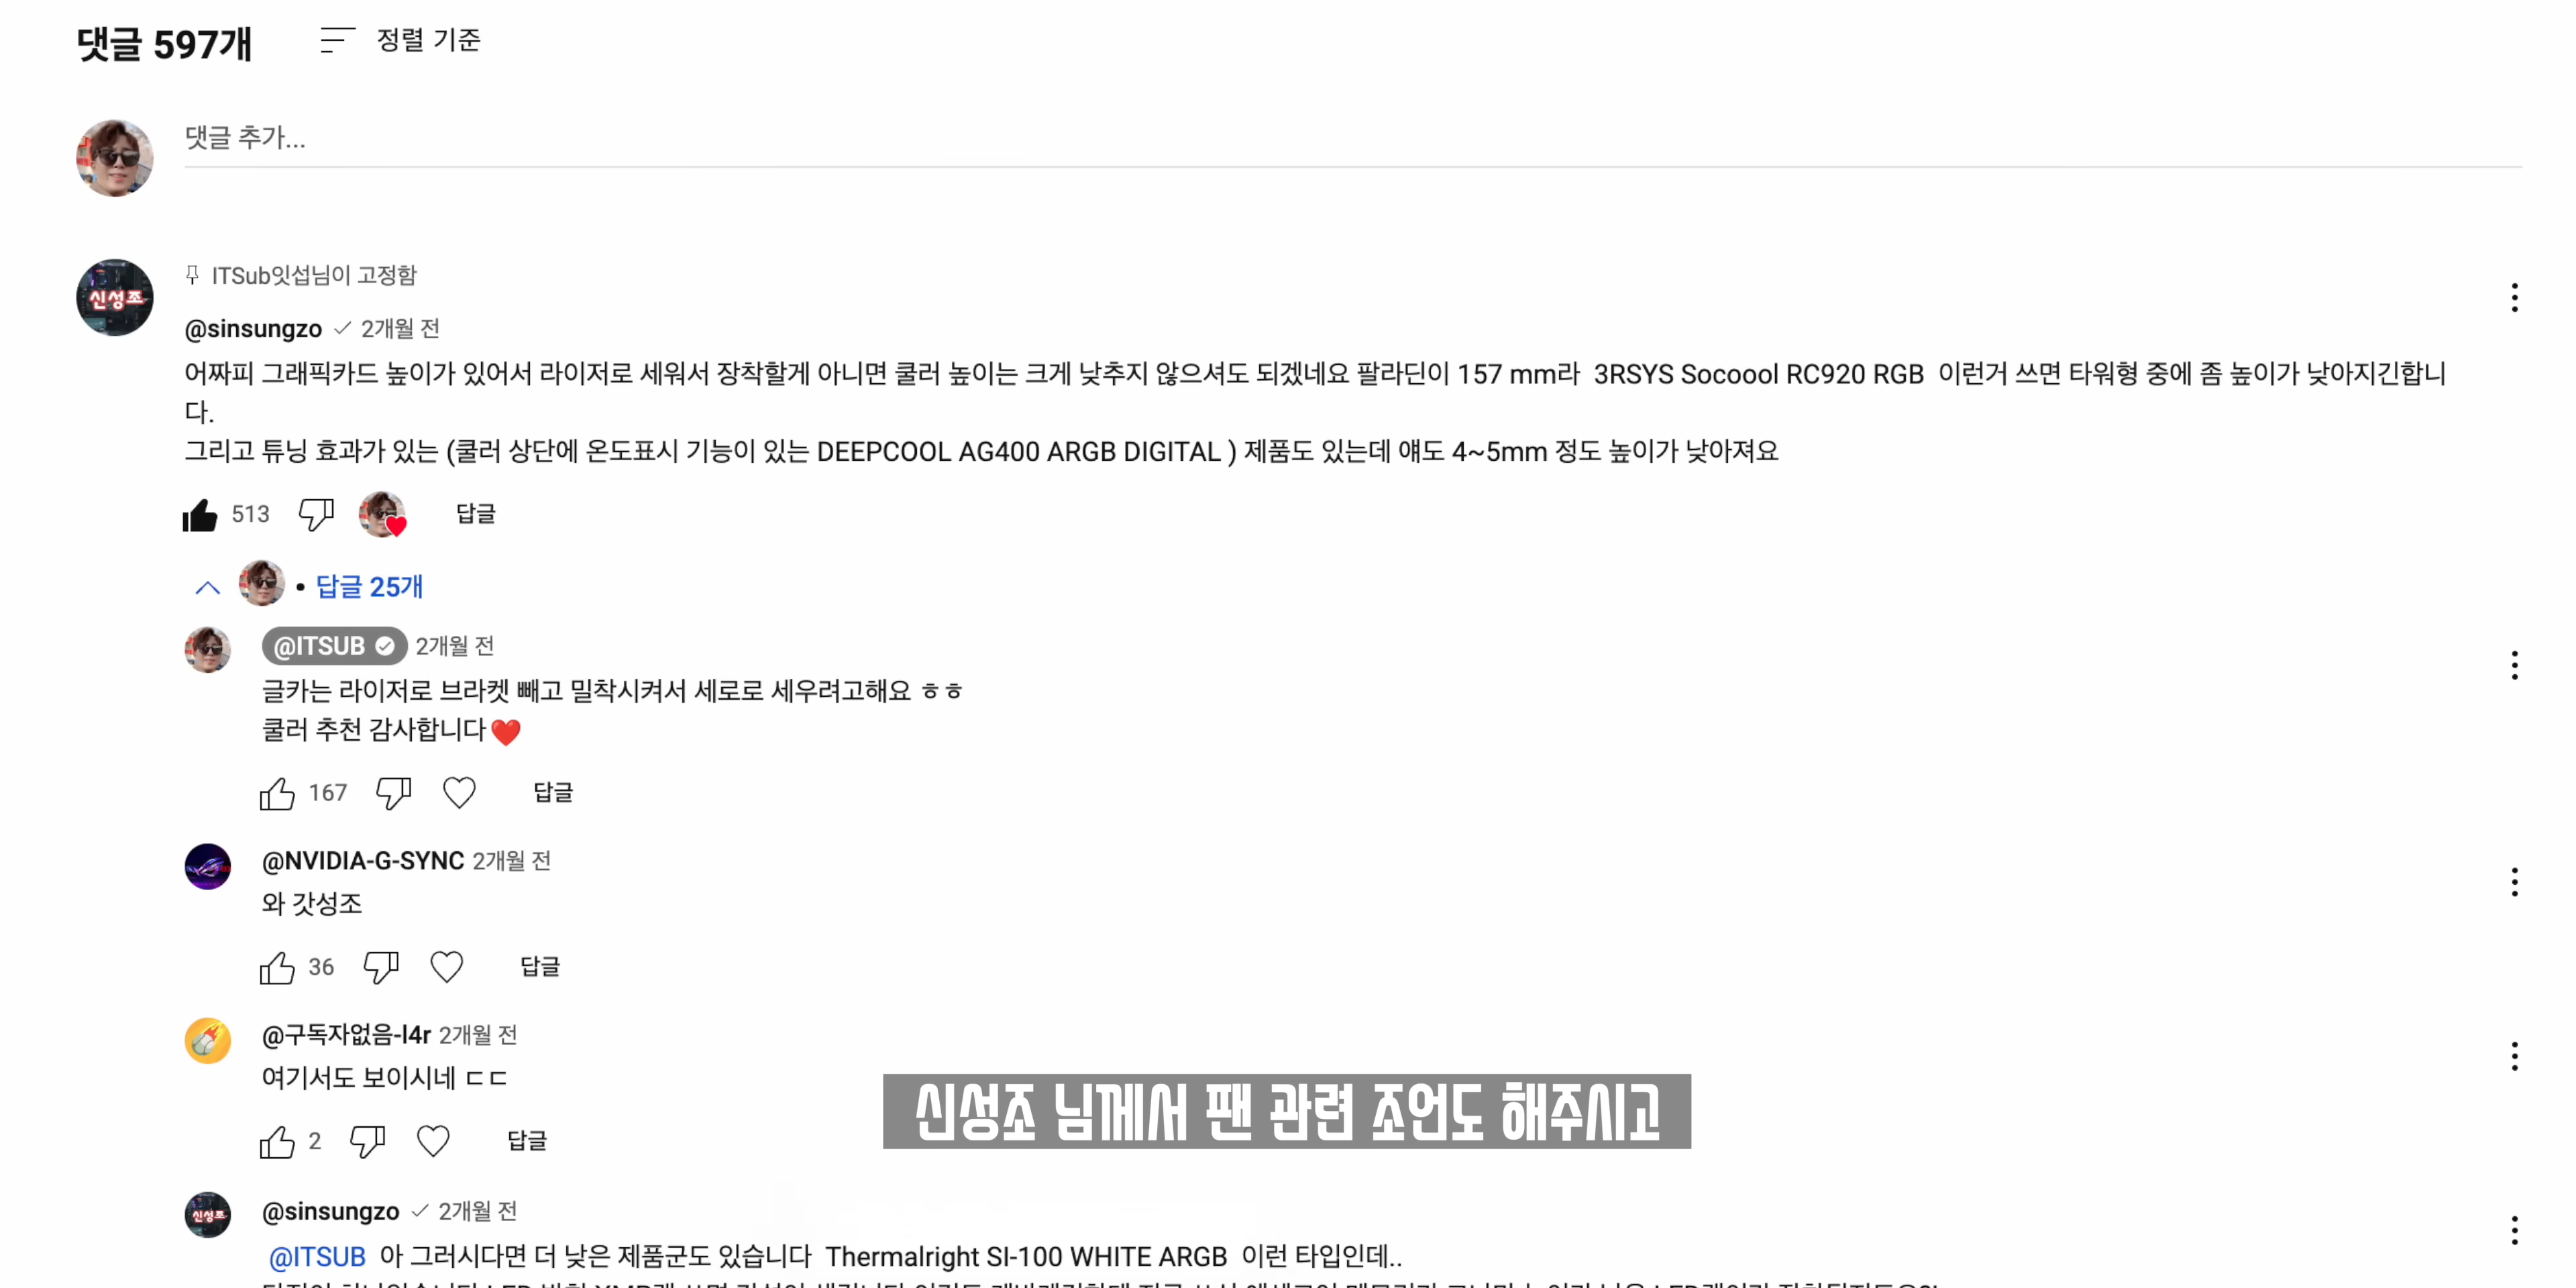 댓글 597개
정렬 기준
댓글 추가...
신성조
ITSub잇섭님이 고정함
@sinsungzo 2개월 전
어짜피 그래픽카드 높이가 있어서 라이저로 세워서 장착할게 아니면 쿨러 높이는 크게 낮추지 않으셔도 되겠네요 팔라딘이 157 mm라 3RSYS Socoool RC920 RGB 이런거 쓰면 타워형 중에 좀 높이가 낮아지긴합니
다.
그리고 튜닝 효과가 있는 (쿨러 상단에 온도표시 기능이 있는 DEEPCOOL AG400 ARGB DIGITAL ) 제품도 있는데 얘도 4~5mm 정도 높이가 낮아져요
513 답글
• 답글 25개
@ITSUB 2개월 전
글카는 라이저로 브라켓 빼고 밀착시켜서 세로로 세우려고해요 ㅎㅎ
쿨러 추천 감사합니다❤️
167 답글
@NVIDIA-G-SYNC 2개월 전
와 갓성조
36 답글
@구독자없음-l4r 2개월 전
여기서도 보이시네 ㄷㄷ
신성조 님께서 팬 관련 조언도 해주시고
2 답글
신성조
@sinsungzo 2개월 전
@ITSUB 아 그러시다면 더 낮은 제품군도 있습니다 Thermalright SI-100 WHITE ARGB 이런 타입인데..